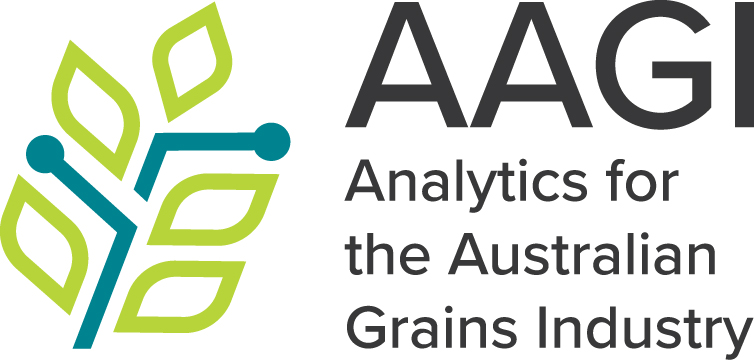 AAGI
Analytics for
the Australian
Grains Industry